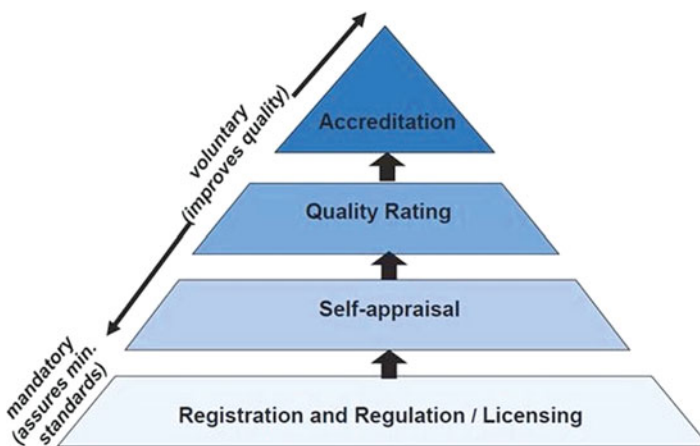 Accreditation
Quality Rating
Self-appraisal
Registration and Regulation / Licensing
voluntary
(improves quality)
mandatory
(assures min.
standards)